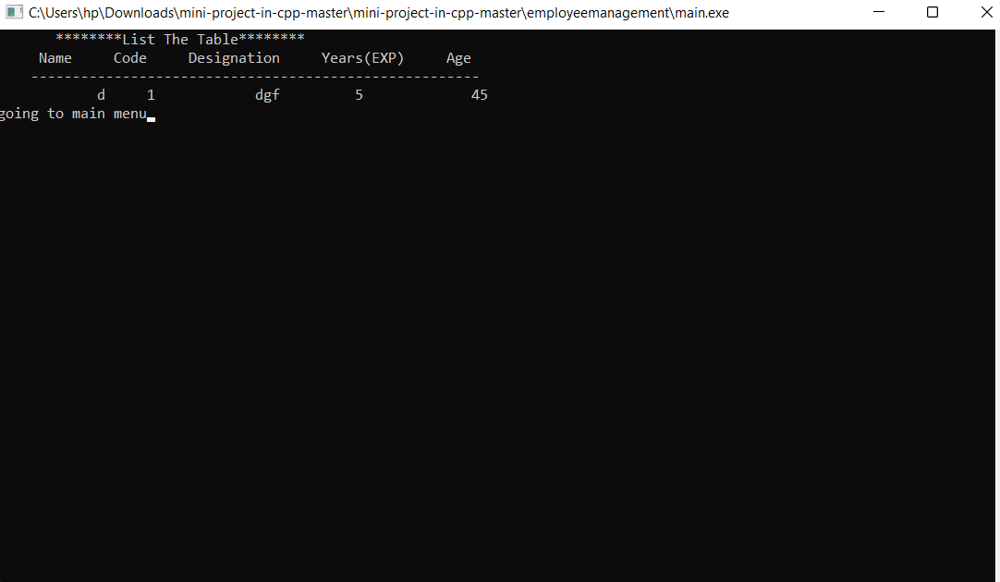 C:\Users\hp\Downloads\mini-project-in-cpp-master\mini-project-in-cpp-master\employeemanagement\main.exe
********List The Table********
Name Code Designation Years(EXP) Age
------------------------------------------------------
d 1 dgf 5 45
going to main menu